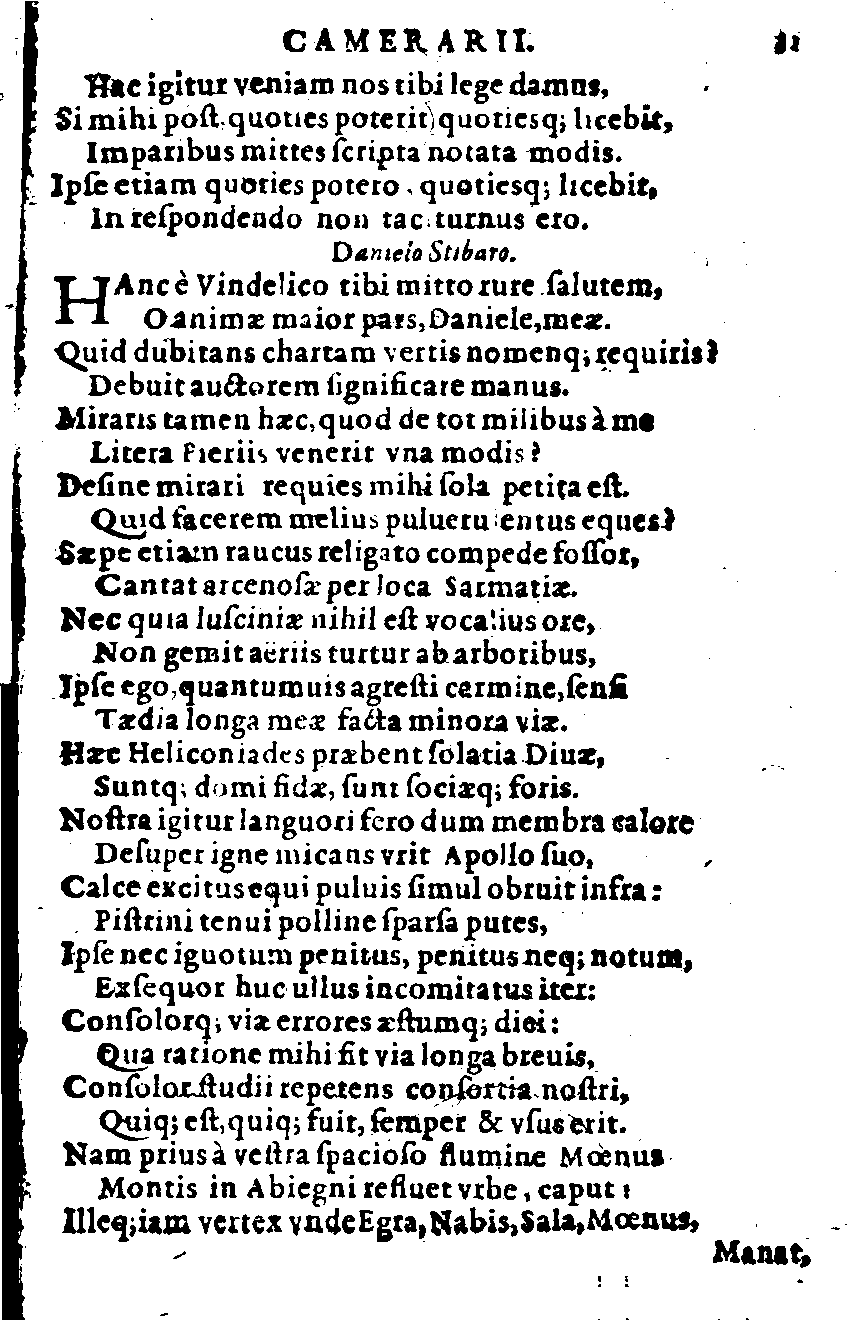 CAMERARII.
Hac igitur veniam nos tibi lege damus,
Si mihi poſt quoties poterit quotiesq; licebit,
Imparibus mittes ſcripta notata modis.
Ipſe etiam quoties potero, quotiesq; licebit,
In reſpondendo non taciturnus ero.
Danielo Stibaro.
HAnc è Vindelico tibi mitto rure ſalutem,
O animæ maior pars, Daniele, meæ.
Quid dubitans chartam vertis nomenq; requiris?
Debuit auctorem ſignificare manus.
Miraris tamen hæc, quod de tot milibus à me
Litera Pieriis venerit vna modis?
Deſine mirari requies mihi ſola petita eſt.
Quid facerem melius puluerulentus eques?
Sæpe etiam raucus religato compede foſſor,
Cantat arcenoſæ per loca Sarmatiæ.
Nec quia luſciniæ nihil eſt vocalius ore,
Non gemit aëriis turtur ab arboribus,
Ipſe ego, quantumuis agreſti carmine, ſenſi
Tædia longa meæ facta minora viæ.
Hæc Heliconiades præbent ſolatia Diuæ,
Suntq; domi fidæ, ſunt ſociæq; foris.
Noſtra igitur languori fero dum membra calore
Deſuper igne micans vrit Apollo ſuo,
Calce excitus equi puluis ſimul obruit infra:
Piſtrini tenui polline ſparſa putes,
Ipſe nec iguotum penitus, penitus neq; notum,
Exſequor huc ullus incomitatus iter:
Conſolorq; viæ errores æſtumq; diei:
Qua ratione mihi fit via longa breuis,
Conſolor ſtudii repetens conſortia noſtri,
Quiq; eſt, quiq; fuit, ſemper & vſus erit.
Nam prius à veſtra ſpacioſo flumine Mœnus
Montis in Abiegni refluet vrbe, caput:
Illeq; iam vertex vnde Egra, Nabis, Sala, Mœnus,
Manat,